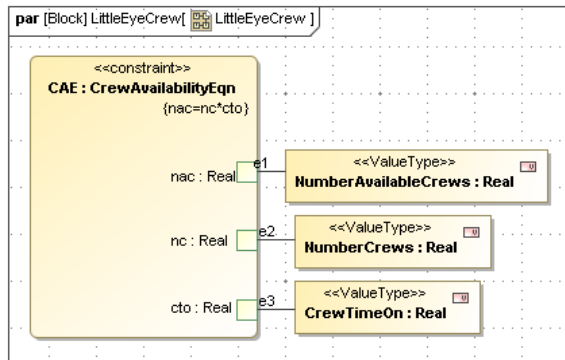 par [Block] LittleEyeCrew[ LittleEyeCrew ]
<<constraint>>
CAE : CrewAvailabilityEqn
{nac=nc*cto}
nac : Real
e1
<<ValueType>>
NumberAvailableCrews : Real
nc : Real
e2
<<ValueType>>
NumberCrews : Real
cto : Real
e3
<<ValueType>>
CrewTimeOn : Real